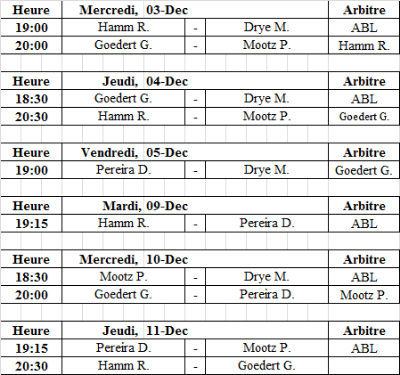 Heure Mercredi, 03-Dec Arbitre
19:00 Hamm R. - Drye M. ABL
20:00 Goedert G. - Mootz P. Hamm R.
Heure Jeudi, 04-Dec Arbitre
18:30 Goedert G. - Drye M. ABL
20:30 Hamm R. - Mootz P. Goedert G.
Heure Vendredi, 05-Dec Arbitre
19:00 Pereira D. - Drye M. Goedert G.
Heure Mardi, 09-Dec Arbitre
19:15 Hamm R. - Pereira D. ABL
Heure Mercredi, 10-Dec Arbitre
18:30 Mootz P. - Drye M. ABL
20:00 Goedert G. - Pereira D. Mootz P.
Heure Jeudi, 11-Dec Arbitre
19:15 Pereira D. - Mootz P. ABL
20:30 Hamm R. - Goedert G.